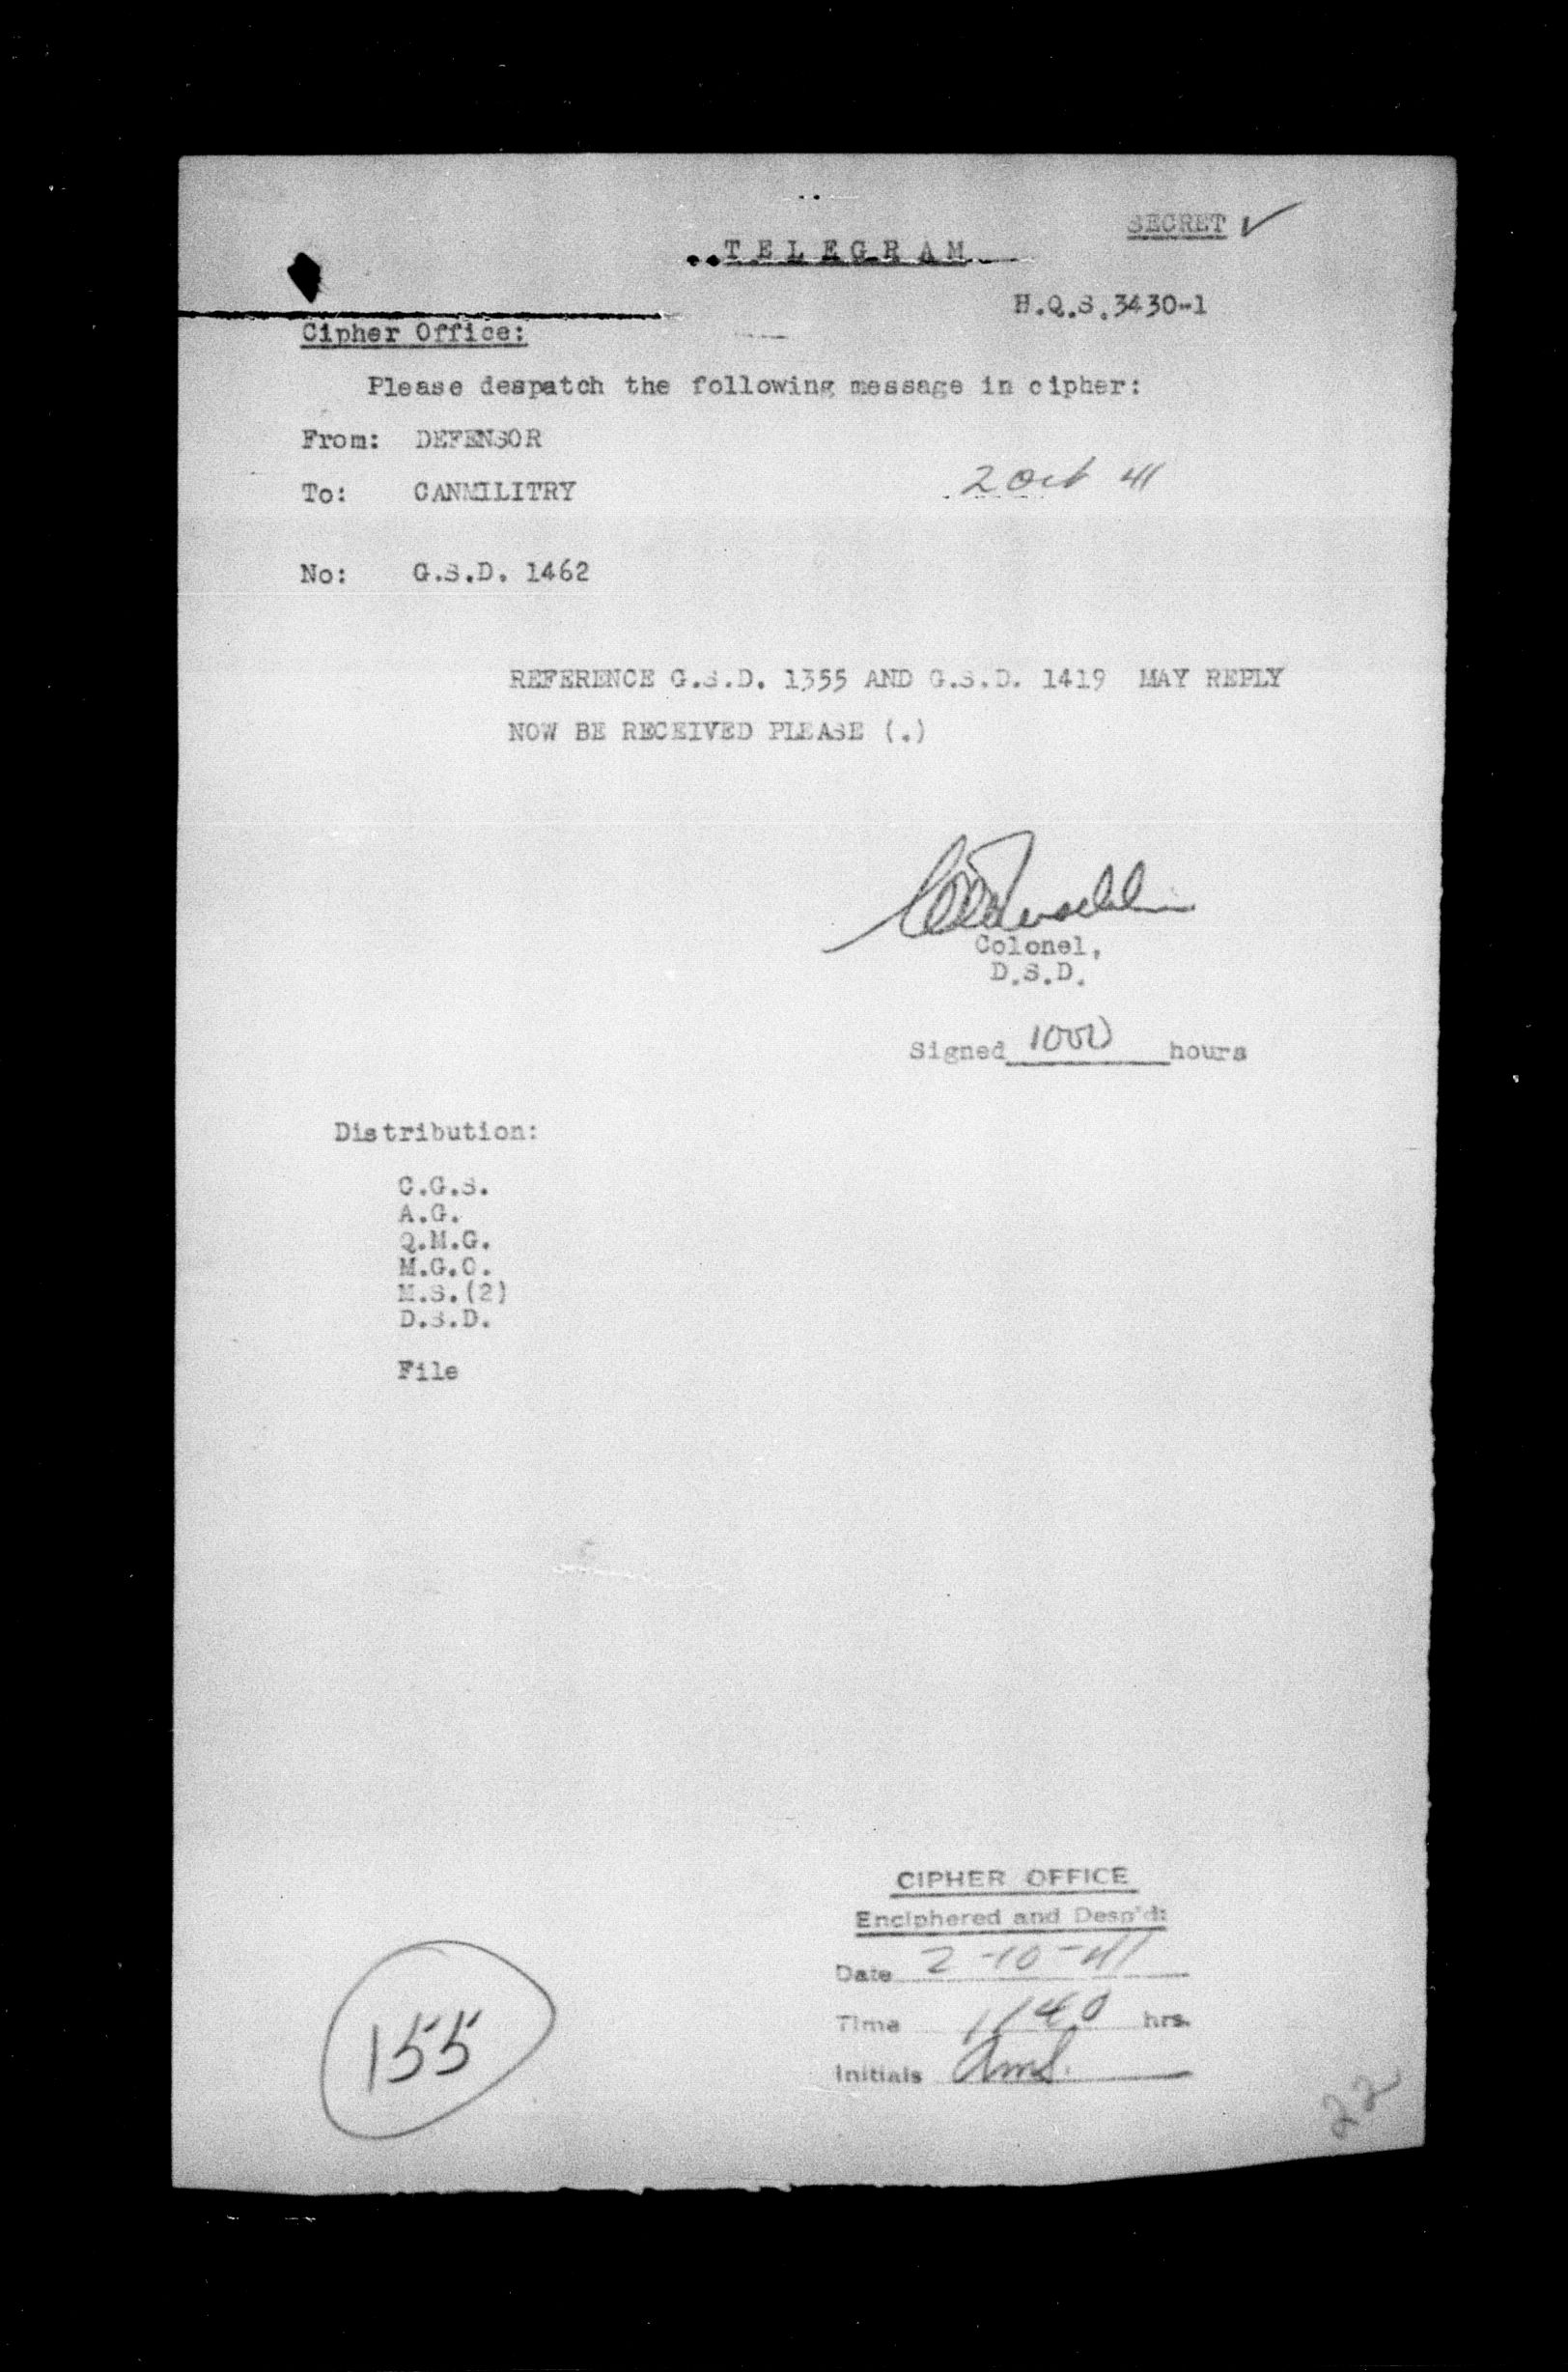 SECRET
TELEGRAM
H.Q.S. 3430-1
Cipher Office:
Please despatch the following message in cipher:
From: DEFENSOR
To: CANMILITRY
2 Oct 41
No: G.S.D. 1462
REFERENCE G.S.D. 1355 AND G.S.D. 1419 MAY REPLY
NOW BE RECEIVED PLEASE (.)
Colonel,
D.S.D.
Signed 1000 hours
Distribution:
C.G.S.
A.G.
Q.M.G.
M.G.O.
M.S.(2)
D.S.D.
File
CIPHER OFFICE
Enciphered and Desp'd:
Date 2-10-41
Time 1140 hrs.
Initials
155
22